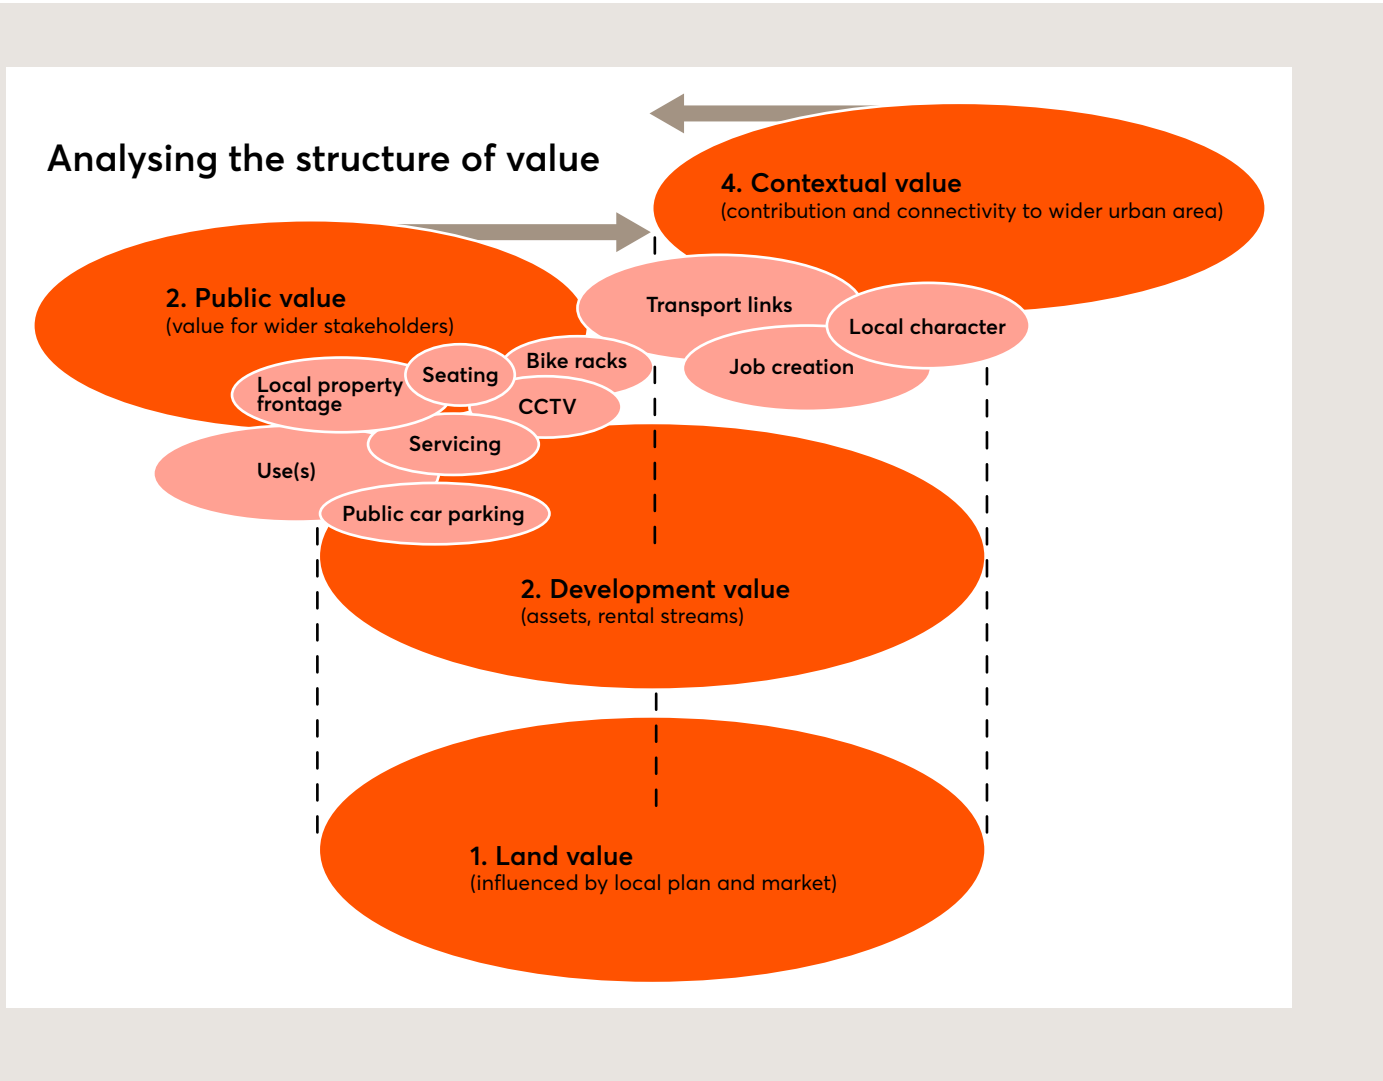 Analysing the structure of value
4. Contextual value
(contribution and connectivity to wider urban area)
2. Public value
(value for wider stakeholders)
Transport links
Local character
Job creation
Bike racks
Seating
Local property
frontage
CCTV
Servicing
Use(s)
Public car parking
2. Development value
(assets, rental streams)
1. Land value
(influenced by local plan and market)